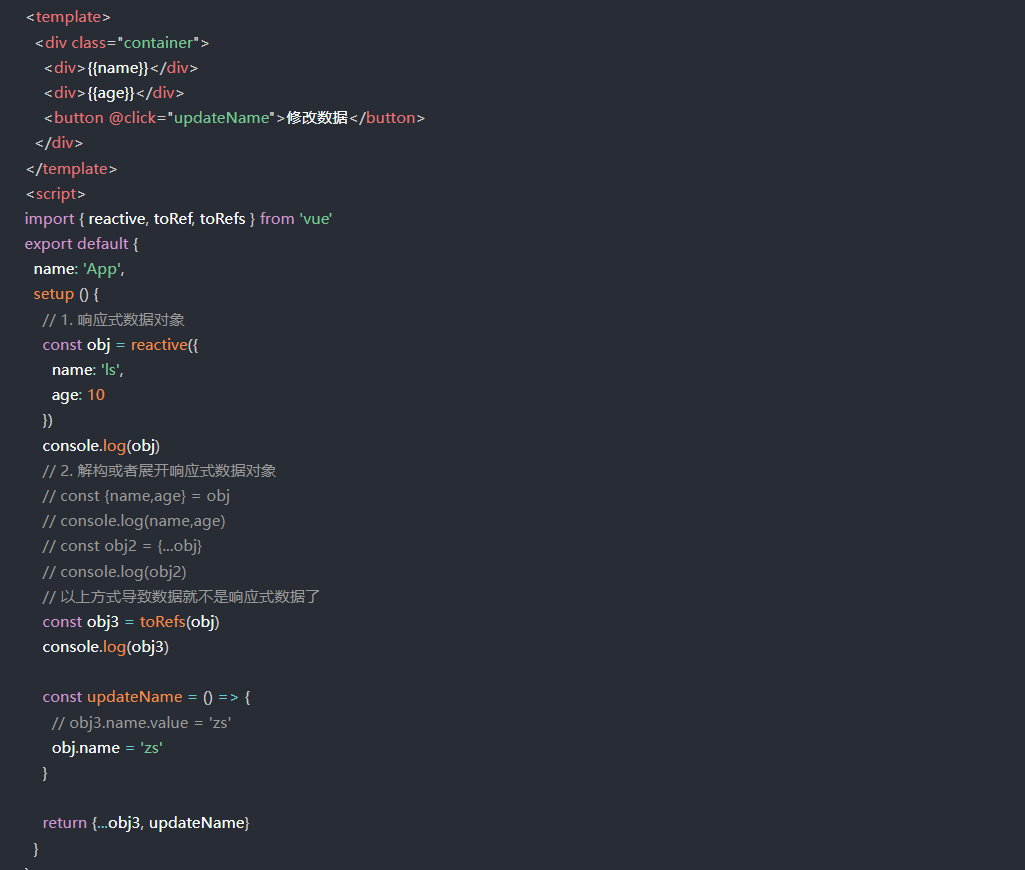 <template>
  <div class="container">
    <div>{{name}}</div>
    <div>{{age}}</div>
    <button @click="updateName">修改数据</button>
  </div>
</template>
<script>
import { reactive, toRef, toRefs } from 'vue'
export default {
  name: 'App',
  setup () {
    // 1. 响应式数据对象
    const obj = reactive({
      name: 'ls',
      age: 10
    })
    console.log(obj)
    // 2. 解构或者展开响应式数据对象
    // const {name,age} = obj
    // console.log(name,age)
    // const obj2 = {...obj}
    // console.log(obj2)
    // 以上方式导致数据就不是响应式数据了
    const obj3 = toRefs(obj)
    console.log(obj3)

    const updateName = () => {
      // obj3.name.value = 'zs'
      obj.name = 'zs'
    }

    return {...obj3, updateName}
  }